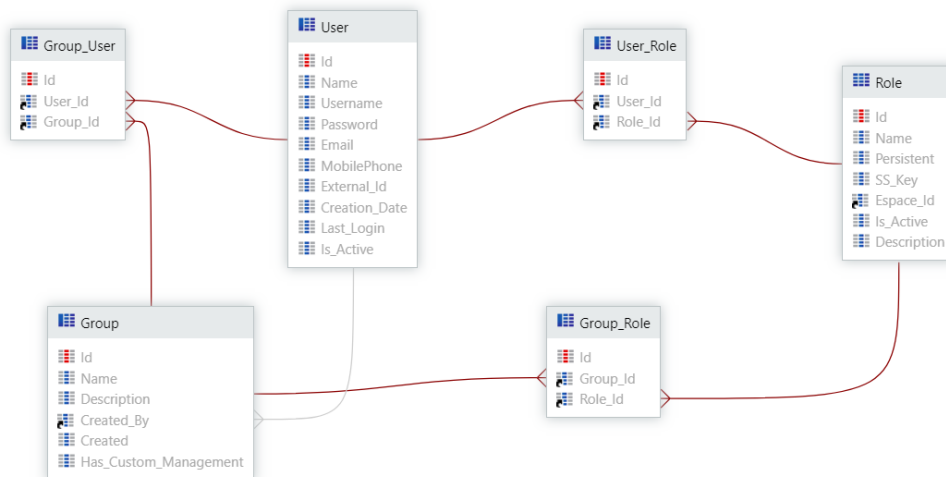 Group_User
Id
User_Id
Group_Id
User
Id
Name
Username
Password
Email
MobilePhone
External_Id
Creation_Date
Last_Login
Is_Active
User_Role
Id
User_Id
Role_Id
Role
Id
Name
Persistent
SS_Key
Espace_Id
Is_Active
Description
Group
Id
Name
Description
Created_By
Created
Has_Custom_Management
Group_Role
Id
Group_Id
Role_Id